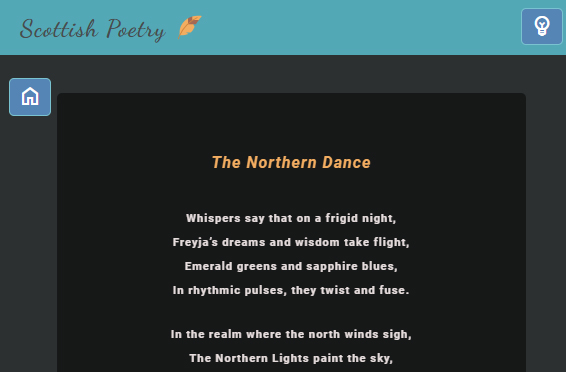 Scottish Poetry
The Northern Dance
Whispers say that on a frigid night,
Freyja's dreams and wisdom take flight,
Emerald greens and sapphire blues,
In rhythmic pulses, they twist and fuse.
In the realm where the north winds sigh,
The Northern Lights paint the sky,